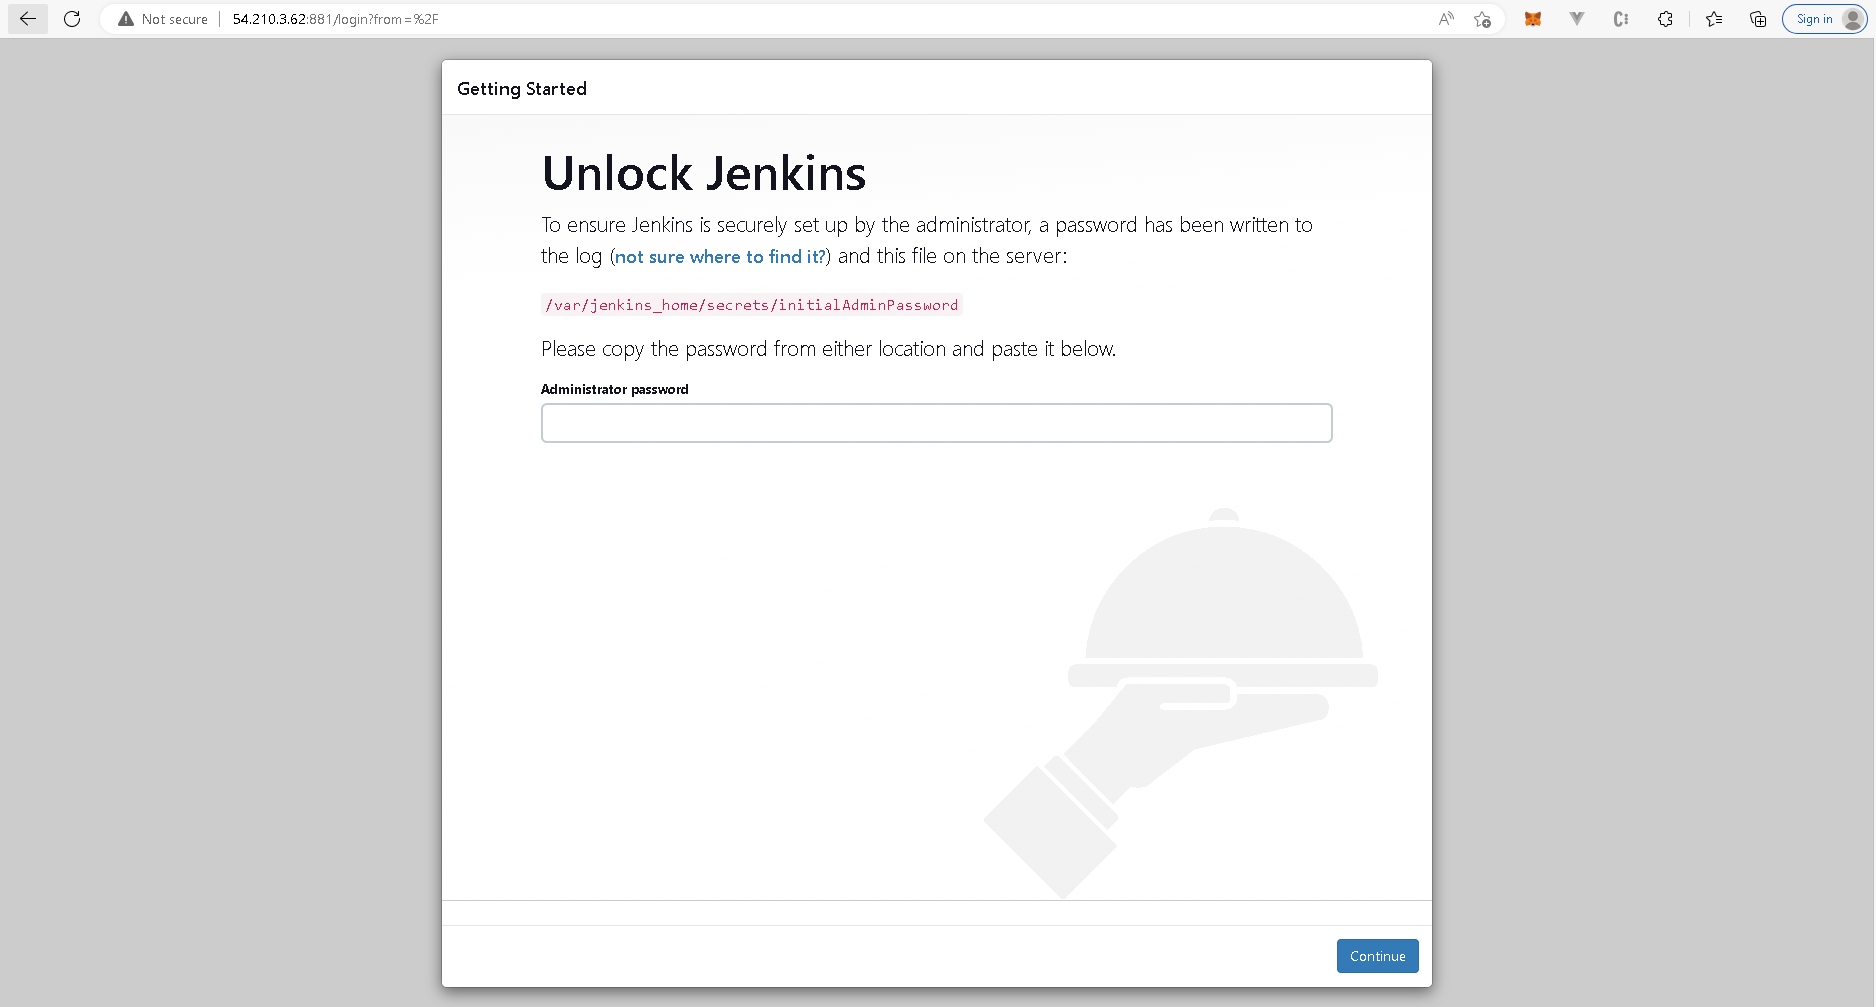 Not secure 54.210.3.62:881/login?from=%2F
Sign in
Getting Started
Unlock Jenkins
To ensure Jenkins is securely set up by the administrator, a password has been written to
the log (not sure where to find it?) and this file on the server:
/var/jenkins_home/secrets/initialAdminPassword
Please copy the password from either location and paste it below.
Administrator password
Continue